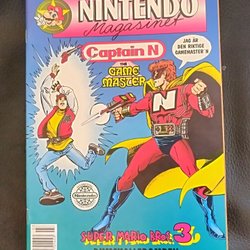 NINTENDO
Magasinet
Captain N
THE
GAME
MASTER
JAG ÄR
DEN RIKTIGE
GAMEMASTER'N
N
SUPER MARIO BROS. 3